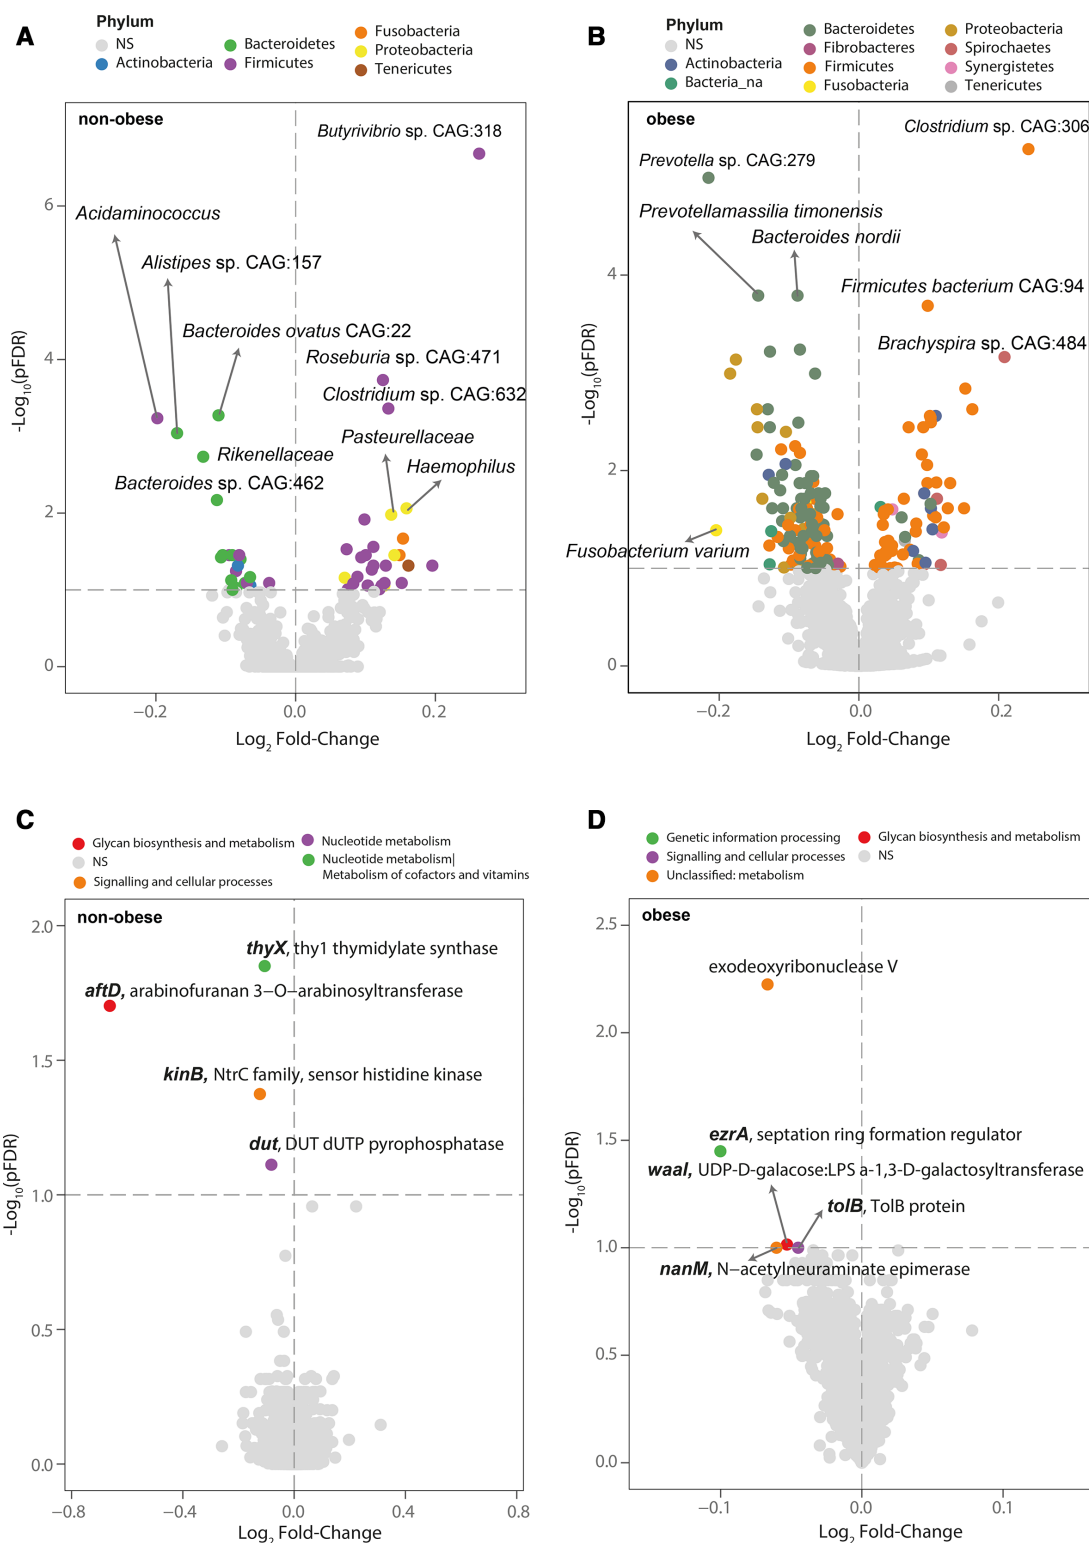 A
Phylum
NS
Actinobacteria
Bacteroidetes
Firmicutes
Fusobacteria
Proteobacteria
Tenericutes
non-obese
Butyrivibrio sp. CAG:318
Acidaminococcus
Alistipes sp. CAG:157
Bacteroides ovatus CAG:22
Roseburia sp. CAG:471
Clostridium sp. CAG:632
Pasteurellaceae
Haemophilus
Rikenellaceae
Bacteroides sp. CAG:462
6
4
2
0
-Log10(pFDR)
−0.2
0.0
0.2
Log2 Fold-Change
B
Phylum
NS
Actinobacteria
Bacteria_na
Bacteroidetes
Fibrobacteres
Firmicutes
Fusobacteria
Proteobacteria
Spirochaetes
Synergistetes
Tenericutes
obese
Clostridium sp. CAG:306
Prevotella sp. CAG:279
Prevotellamassilia timonensis
Bacteroides nordii
Firmicutes bacterium CAG:94
Brachyspira sp. CAG:484
Fusobacterium varium
4
2
0
-Log10(pFDR)
−0.2
0.0
0.2
Log2 Fold-Change
C
Glycan biosynthesis and metabolism
NS
Signalling and cellular processes
Nucleotide metabolism
Nucleotide metabolism|
Metabolism of cofactors and vitamins
non-obese
thyX, thy1 thymidylate synthase
aftD, arabinofuranan 3−O−arabinosyltransferase
kinB, NtrC family, sensor histidine kinase
dut, DUT dUTP pyrophosphatase
2.0
1.5
1.0
0.5
0.0
-Log10(pFDR)
−0.8
−0.4
0.0
0.4
0.8
Log2 Fold-Change
D
Genetic information processing
Signalling and cellular processes
Unclassified: metabolism
Glycan biosynthesis and metabolism
NS
obese
exodeoxyribonuclease V
ezrA, septation ring formation regulator
waal, UDP-D-galacose:LPS a-1,3-D-galactosyltransferase
tolB, TolB protein
nanM, N−acetylneuraminate epimerase
2.5
2.0
1.5
1.0
0.5
0.0
-Log10(pFDR)
−0.1
0.0
0.1
Log2 Fold-Change